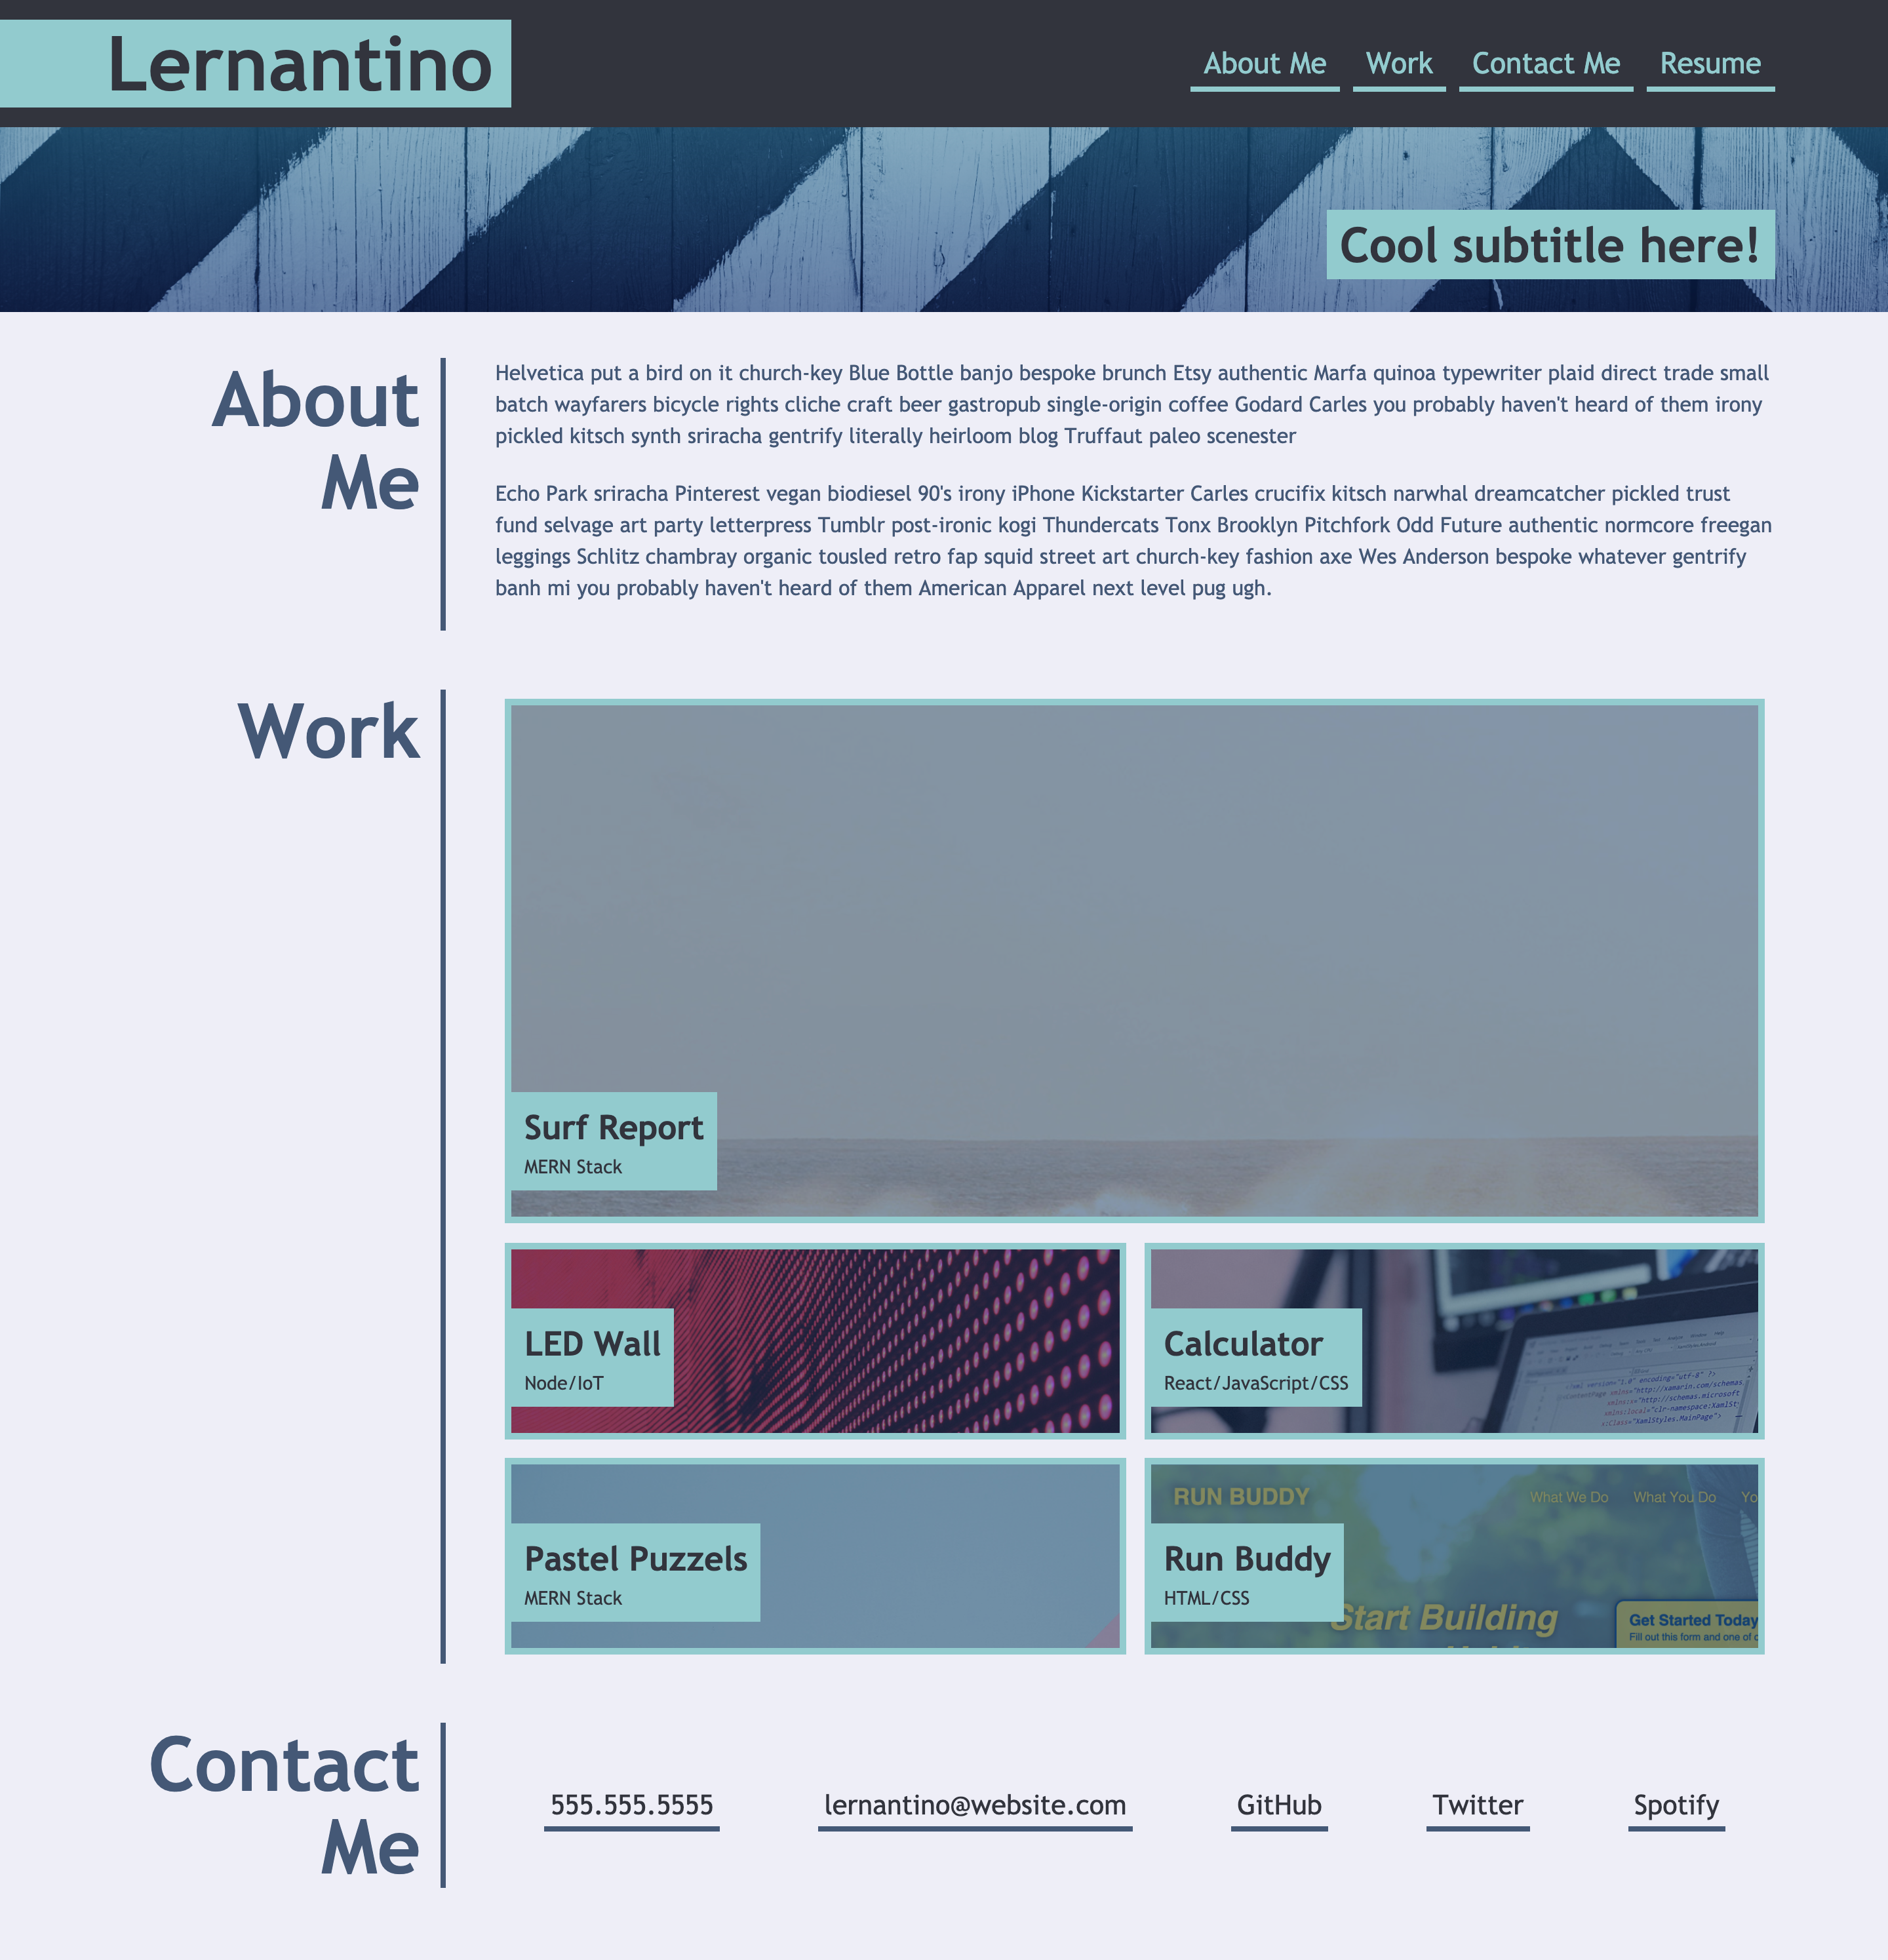 Lernantino
About Me Work Contact Me Resume
Cool subtitle here!
About
Me
Helvetica put a bird on it church-key Blue Bottle banjo bespoke brunch Etsy authentic Marfa quinoa typewriter plaid direct trade small
batch wayfarers bicycle rights cliche craft beer gastropub single-origin coffee Godard Carles you probably haven't heard of them irony
pickled kitsch synth sriracha gentrify literally heirloom blog Truffaut paleo scenester
Echo Park sriracha Pinterest vegan biodiesel 90's irony iPhone Kickstarter Carles crucifix kitsch narwhal dreamcatcher pickled trust
fund selvage art party letterpress Tumblr post-ironic kogi Thundercats Tonx Brooklyn Pitchfork Odd Future authentic normcore freegan
leggings Schlitz chambray organic tousled retro fap squid street art church-key fashion axe Wes Anderson bespoke whatever gentrify
banh mi you probably haven't heard of them American Apparel next level pug ugh.
Work
Surf Report
MERN Stack
LED Wall
Node/IoT
Calculator
React/JavaScript/CSS
<?xml version="1.0" encoding="utf-8" ?>
Pastel Puzzels
MERN Stack
RUN BUDDY
What We Do What You Do Yo
Run Buddy
HTML/CSS
Start Building
Get Started Today
Fill out this form and one of
Contact
Me
555.555.5555 lernantino@website.com GitHub Twitter Spotify